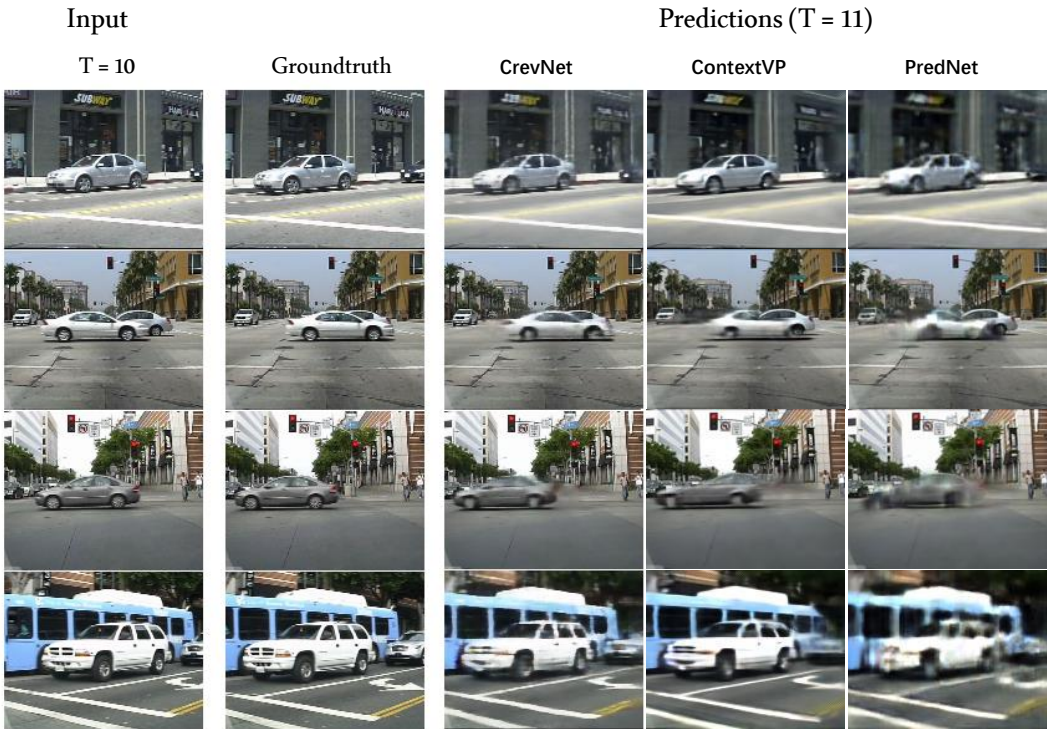 Input
Predictions (T = 11)
T = 10
Groundtruth
CrevNet
ContextVP
PredNet
SUBWAY
SUBWAY